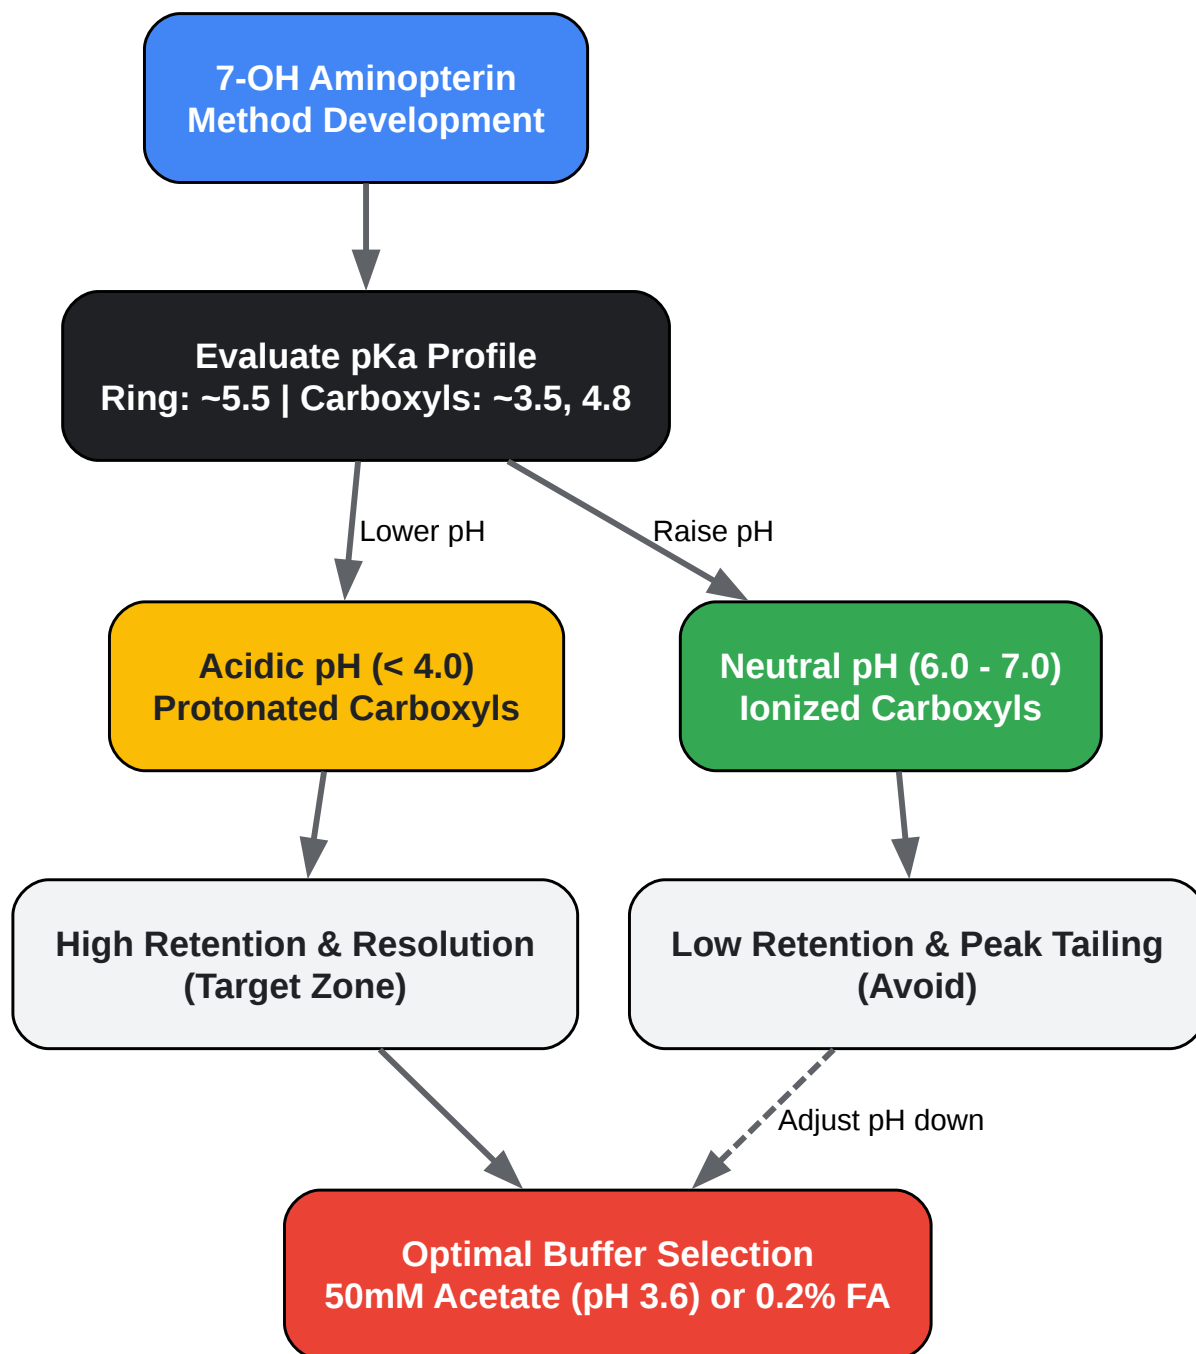 7-OH Aminopterin
Method Development
Evaluate pKa Profile
Ring: ~5.5 | Carboxyls: ~3.5, 4.8
Lower pH
Raise pH
Acidic pH (< 4.0)
Protonated Carboxyls
Neutral pH (6.0 - 7.0)
Ionized Carboxyls
High Retention & Resolution
(Target Zone)
Low Retention & Peak Tailing
(Avoid)
Adjust pH down
Optimal Buffer Selection
50mM Acetate (pH 3.6) or 0.2% FA